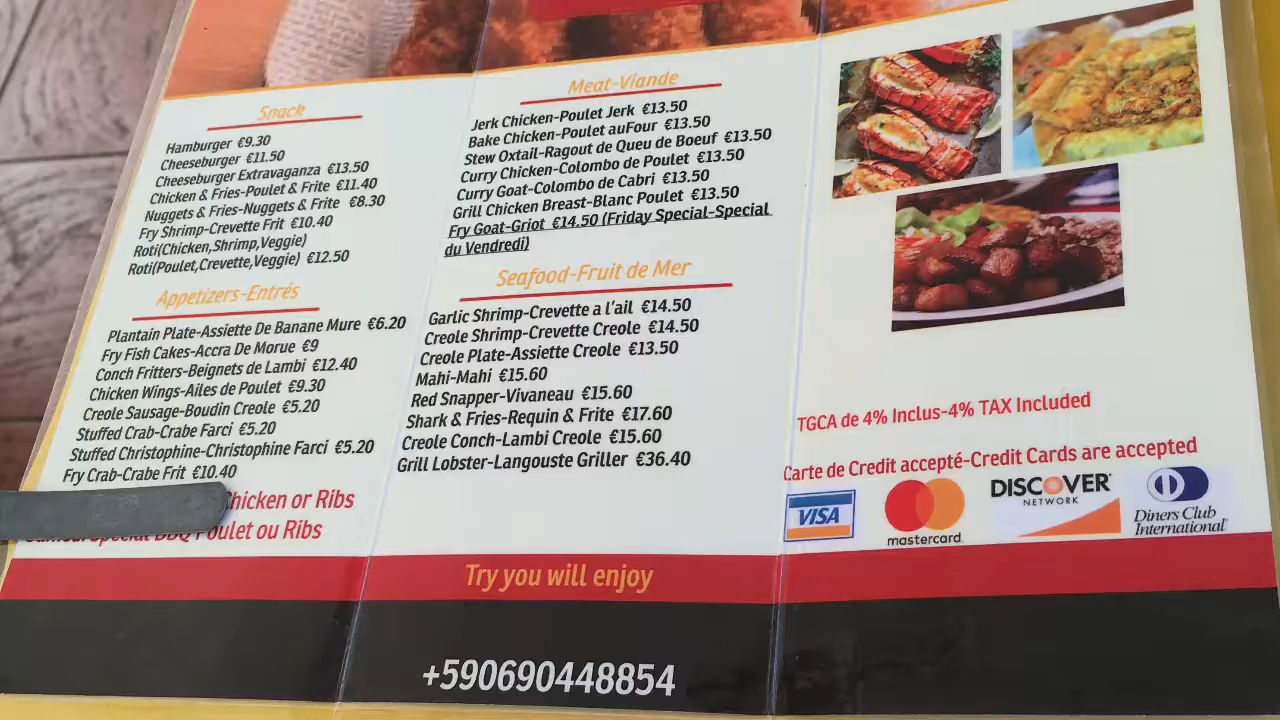 Snack
Hamburger €9.30
Cheeseburger €11.50
Cheeseburger Extravaganza €13.50
Chicken & Fries-Poulet & Frite €11.40
Nuggets & Fries-Nuggets & Frite €8.30
Fry Shrimp-Crevette Frit €10.40
Roti(Chicken,Shrimp,Veggie)
Roti(Poulet,Crevette,Veggie) €12.50
Appetizers-Entrés
Plantain Plate-Assiette De Banane Mure €6.20
Fry Fish Cakes-Accra De Morue €9
Conch Fritters-Beignets de Lambi €12.40
Chicken Wings-Ailes de Poulet €9.30
Creole Sausage-Boudin Creole €5.20
Stuffed Crab-Crabe Farci €5.20
Stuffed Christophine-Christophine Farci €5.20
Fry Crab-Crabe Frit €10.40
Chicken or Ribs
Special BBQ Poulet ou Ribs
Meat-Viande
Jerk Chicken-Poulet Jerk €13.50
Bake Chicken-Poulet auFour €13.50
Stew Oxtail-Ragout de Queu de Boeuf €13.50
Curry Chicken-Colombo de Poulet €13.50
Curry Goat-Colombo de Cabri €13.50
Grill Chicken Breast-Blanc Poulet €13.50
Fry Goat-Griot €14.50 (Friday Special-Special
du Vendredi)
Seafood-Fruit de Mer
Garlic Shrimp-Crevette a l'ail €14.50
Creole Shrimp-Crevette Creole €14.50
Creole Plate-Assiette Creole €13.50
Mahi-Mahi €15.60
Red Snapper-Vivaneau €15.60
Shark & Fries-Requin & Frite €17.60
Creole Conch-Lambi Creole €15.60
Grill Lobster-Langouste Griller €36.40
TGCA de 4% Inclus-4% TAX Included
Carte de Credit accepté-Credit Cards are accepted
VISA
mastercard
DISCOVER
NETWORK
Diners Club
International
Try you will enjoy
+590690448854